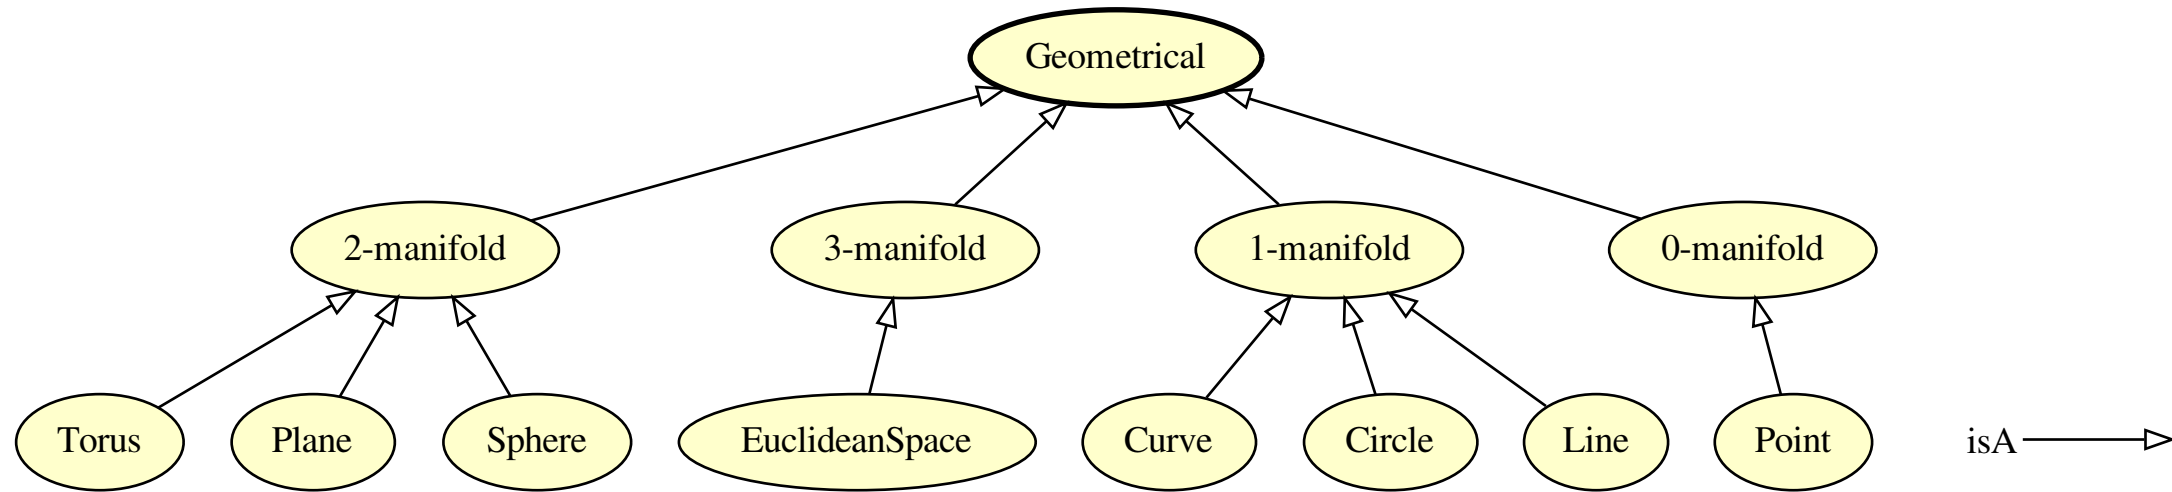 Geometrical
2-manifold
3-manifold
1-manifold
0-manifold
Torus
Plane
Sphere
EuclideanSpace
Curve
Circle
Line
Point
isA